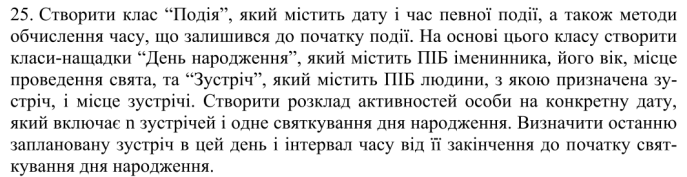 25. Створити клас “Подія”, який містить дату і час певної події, а також методи
обчислення часу, що залишився до початку події. На основі цього класу створити
класи-нащадки “День народження”, який містить ПІБ іменинника, його вік, місце
проведення свята, та “Зустріч”, який містить ПІБ людини, з якою призначена зу-
стріч, і місце зустрічі. Створити розклад активностей особи на конкретну дату,
який включає n зустрічей і одне святкування дня народження. Визначити останню
заплановану зустріч в цей день і інтервал часу від її закінчення до початку свят-
кування дня народження.